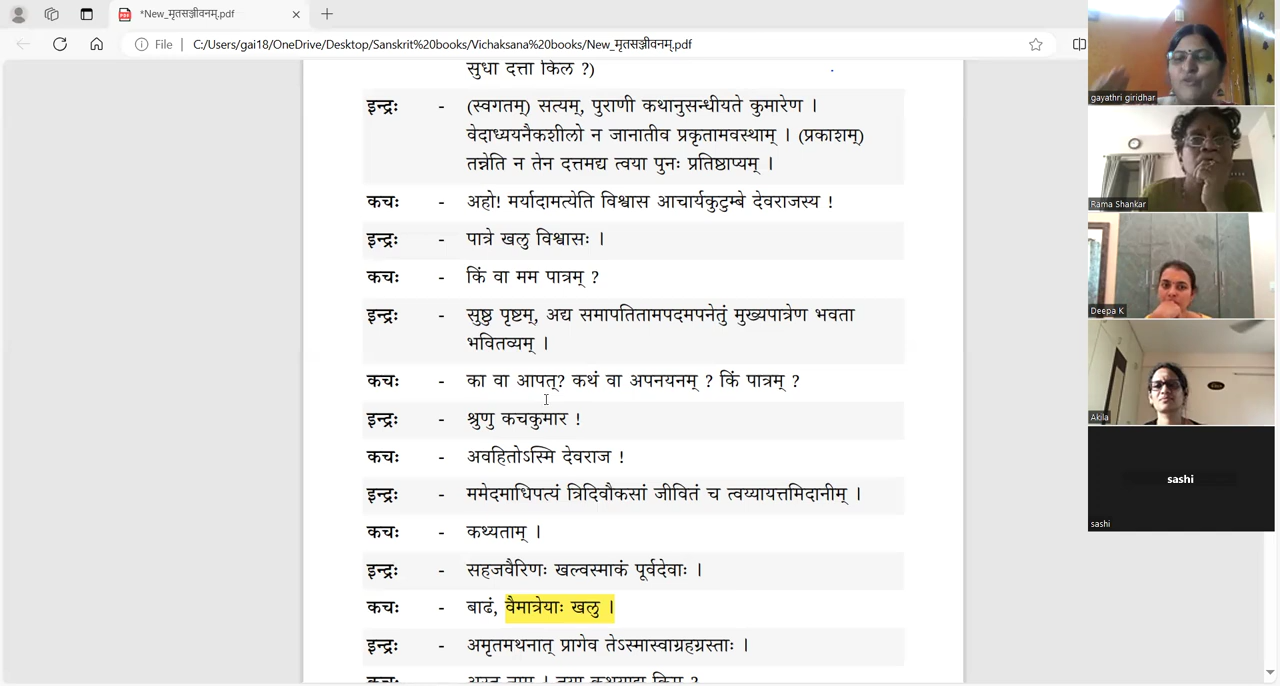 *New_मृतसञ्जीवनम्.pdf
File | C:/Users/gai18/OneDrive/Desktop/Sanskrit%20books/Vichaksana%20books/New_मृतसञ्जीवनम्.pdf
सुधा दत्ता किल ?)
इन्द्रः - (स्वगतम्) सत्यम्, पुराणी कथानुसन्धीयते कुमारेण ।
वेदाध्ययनैकशीलो न जानातीव प्रकृतामवस्थाम् । (प्रकाशम्)
तन्नेति न तेन दत्तमद्य त्वया पुनः प्रतिष्ठाप्यम् ।
कचः - अहो! मर्यादामत्येति विश्वास आचार्यकुटुम्बे देवराजस्य !
इन्द्रः - पात्रे खलु विश्वासः ।
कचः - किं वा मम पात्रम् ?
इन्द्रः - सुष्ठु पृष्टम्, अद्य समापतितामपदमपनेतुं मुख्यपात्रेण भवता
भवितव्यम् ।
कचः - का वा आपत्? कथं वा अपनयनम् ? किं पात्रम् ?
इन्द्रः - श्रुणु कचकुमार !
कचः - अवहितोऽस्मि देवराज !
इन्द्रः - ममेदमाधिपत्यं त्रिदिवौकसां जीवितं च त्वय्यायत्तमिदानीम् ।
कचः - कथ्यताम् ।
इन्द्रः - सहजवैरिणः खल्वस्माकं पूर्वदेवाः ।
कचः - बाढं, वैमात्रेयाः खलु ।
इन्द्रः - अमृतमथनात् प्रागेव तेऽस्मास्वाग्रहग्रस्ताः ।
gayathri giridhar
Rama Shankar
Deepa K
Akila
sashi
sashi